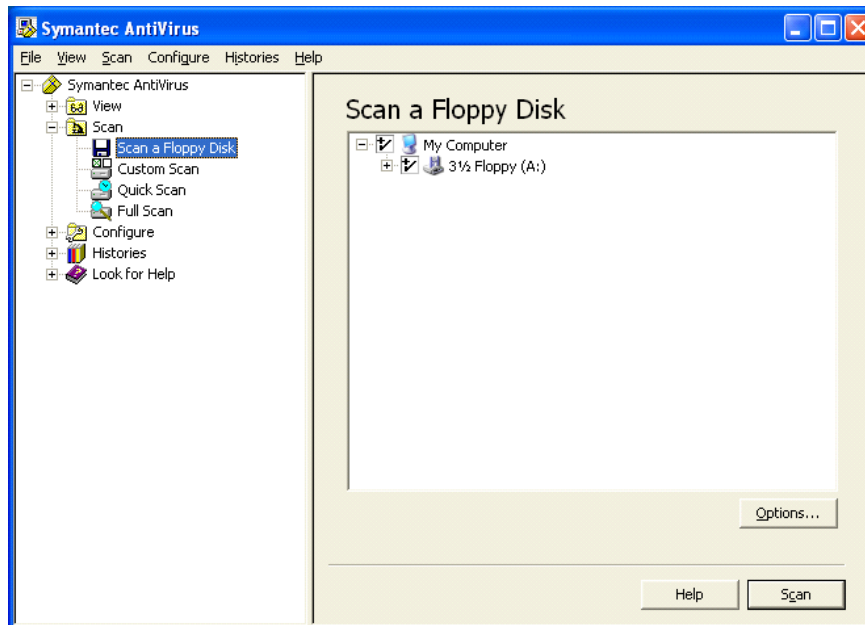 Symantec AntiVirus
File View Scan Configure Histories Help
Symantec AntiVirus
View
Scan
Scan a Floppy Disk
Custom Scan
Quick Scan
Full Scan
Configure
Histories
Look for Help
Scan a Floppy Disk
My Computer
3½ Floppy (A:)
Options...
Help Scan